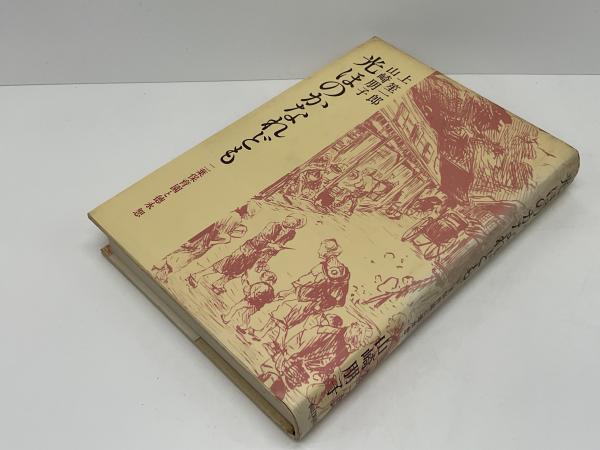 上 笙一郎
山崎朋子
光ほのかなれども
二葉保育園と徳永恕
光ほのかなれども
山崎朋子